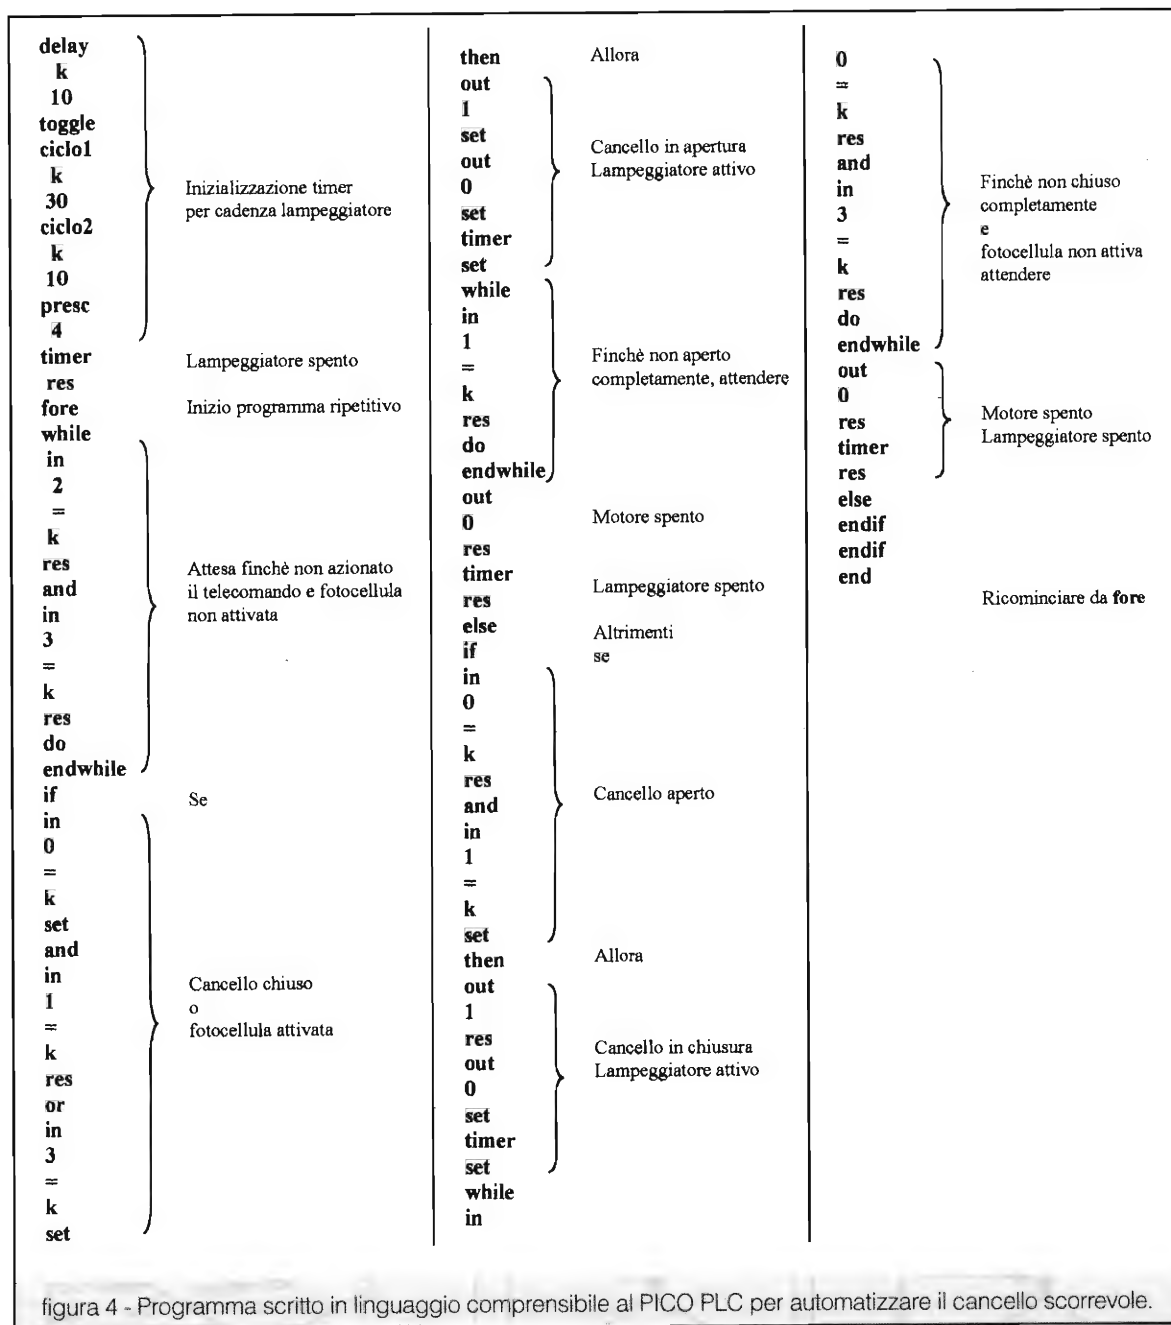 delay
k
10
toggle
ciclo1
k
30
ciclo2
k
10
presc
4
Inizializzazione timer
per cadenza lampeggiatore
timer
res
Lampeggiatore spento
fore
Inizio programma ripetitivo
while
in
2
=
k
res
and
in
3
=
k
res
do
endwhile
Attesa finchè non azionato
il telecomando e fotocellula
non attivata
if
Se
in
0
=
k
set
and
in
1
=
k
res
or
in
3
=
k
set
Cancello chiuso
o
fotocellula attivata
then
Allora
out
1
set
out
0
set
timer
set
Cancello in apertura
Lampeggiatore attivo
while
in
1
=
k
res
do
endwhile
Finchè non aperto
completamente, attendere
out
0
res
Motore spento
timer
res
Lampeggiatore spento
else
Altrimenti
if
se
in
0
=
k
res
and
in
1
=
k
set
Cancello aperto
then
Allora
out
1
res
out
0
set
timer
set
Cancello in chiusura
Lampeggiatore attivo
while
in
0
=
k
res
and
in
3
=
k
res
do
endwhile
Finchè non chiuso
completamente
e
fotocellula non attiva
attendere
out
0
res
timer
res
Motore spento
Lampeggiatore spento
else
endif
endif
end
Ricominciare da fore
figura 4 - Programma scritto in linguaggio comprensibile al PICO PLC per automatizzare il cancello scorrevole.